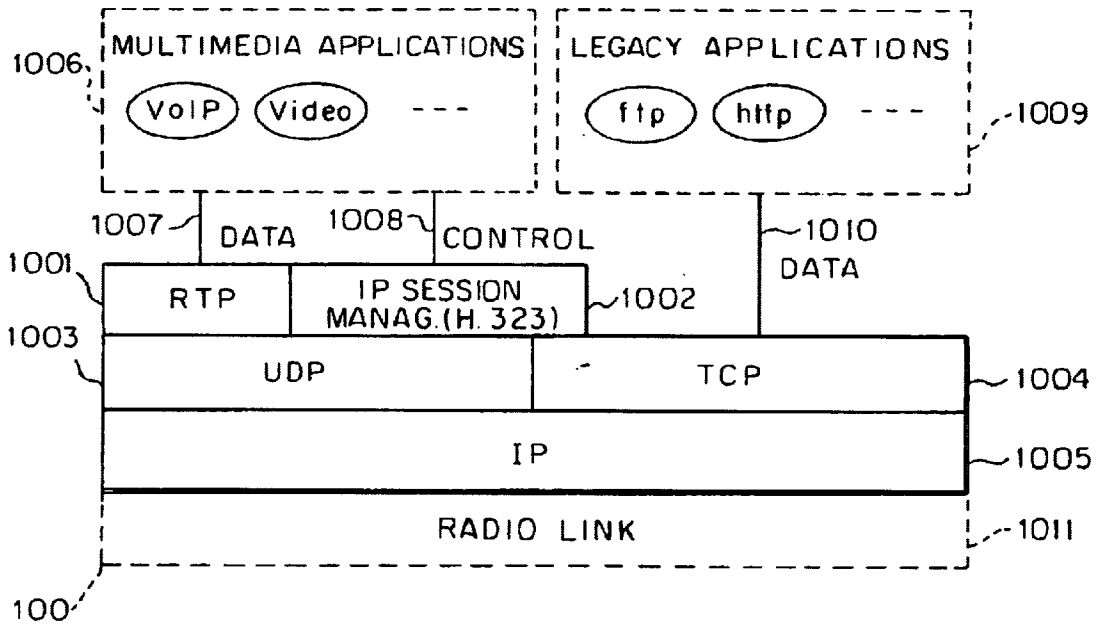 MULTIMEDIA APPLICATIONS
LEGACY APPLICATIONS
1006
VoIP Video ---
ftp http ---
1009
1007
DATA
1008
CONTROL
1010
DATA
1001
RTP
IP SESSION
MANAG.(H. 323)
1002
1003
UDP
TCP
1004
IP
1005
RADIO LINK
1011
100